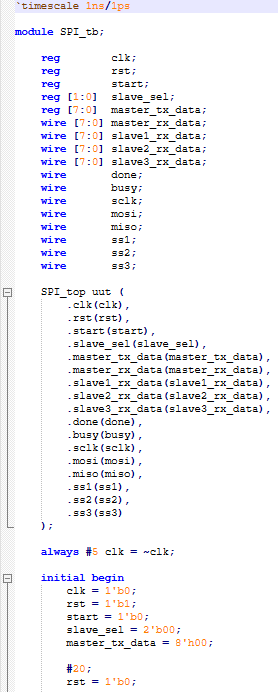 `timescale 1ns/1ps
module SPI_tb;
reg clk;
reg rst;
reg start;
reg [1:0] slave_sel;
reg [7:0] master_tx_data;
wire [7:0] master_rx_data;
wire [7:0] slave1_rx_data;
wire [7:0] slave2_rx_data;
wire [7:0] slave3_rx_data;
wire done;
wire busy;
wire sclk;
wire mosi;
wire miso;
wire ss1;
wire ss2;
wire ss3;
SPI_top uut (
.clk(clk),
.rst(rst),
.start(start),
.slave_sel(slave_sel),
.master_tx_data(master_tx_data),
.master_rx_data(master_rx_data),
.slave1_rx_data(slave1_rx_data),
.slave2_rx_data(slave2_rx_data),
.slave3_rx_data(slave3_rx_data),
.done(done),
.busy(busy),
.sclk(sclk),
.mosi(mosi),
.miso(miso),
.ss1(ss1),
.ss2(ss2),
.ss3(ss3)
);
always #5 clk = ~clk;
initial begin
clk = 1'b0;
rst = 1'b1;
start = 1'b0;
slave_sel = 2'b00;
master_tx_data = 8'h00;
#20;
rst = 1'b0;